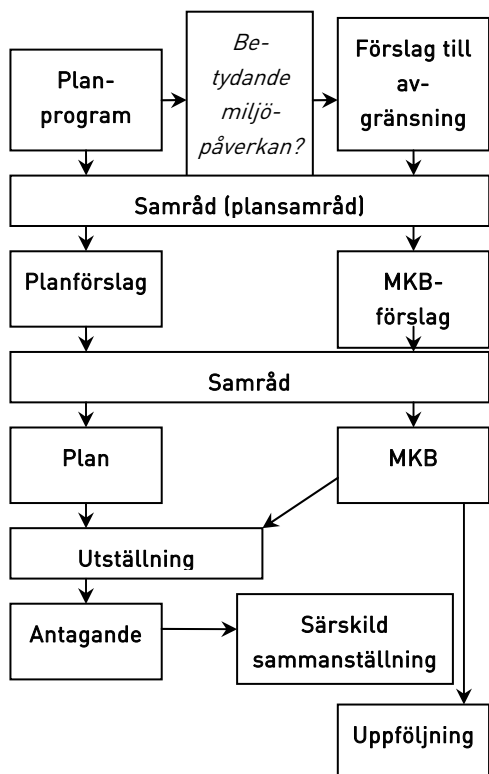 Plan-
program
Be-
tydande
miljö-
påverkan?
Förslag till
av-
gränsning
Samråd (plansamråd)
Planförslag
MKB-
förslag
Samråd
Plan
MKB
Utställning
Antagande
Särskild
sammanställning
Uppföljning